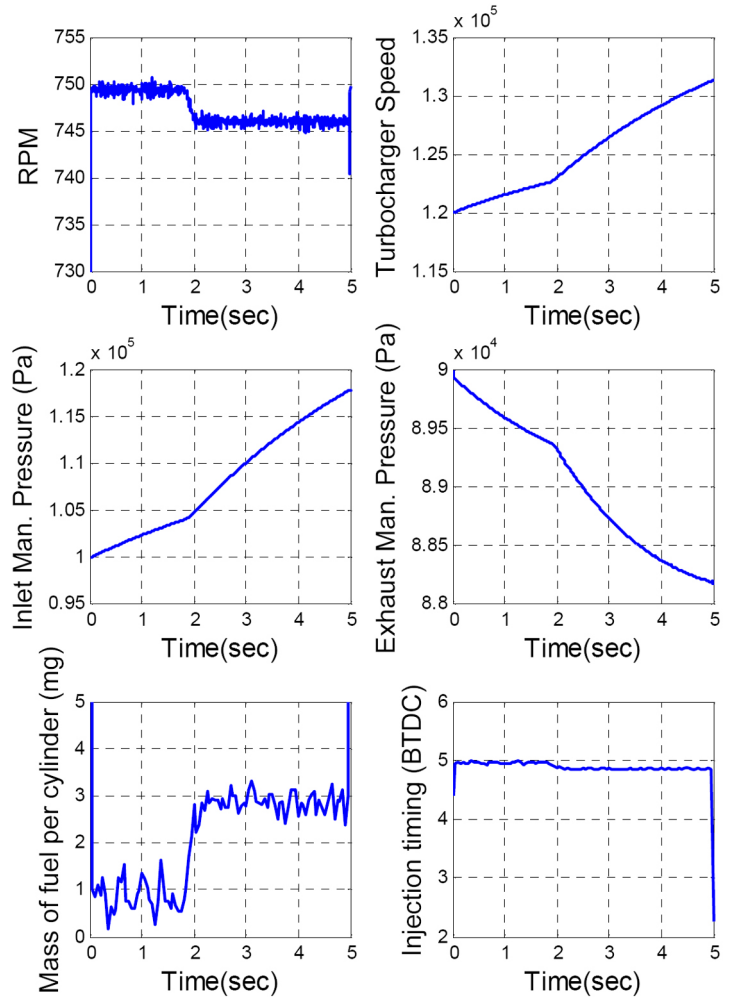 755
750
745
740
735
730
RPM
0 1 2 3 4 5
Time(sec)
x 10⁵
1.35
1.3
1.25
1.2
1.15
Turbocharger Speed
0 1 2 3 4 5
Time(sec)
x 10⁵
1.2
1.15
1.1
1.05
1
0.95
Inlet Man. Pressure (Pa)
0 1 2 3 4 5
Time(sec)
x 10⁴
9
8.95
8.9
8.85
8.8
Exhaust Man. Pressure (Pa)
0 1 2 3 4 5
Time(sec)
5
4
3
2
1
0
Mass of fuel per cylinder (mg)
0 1 2 3 4 5
Time(sec)
6
5
4
3
2
Injection timing (BTDC)
0 1 2 3 4 5
Time(sec)